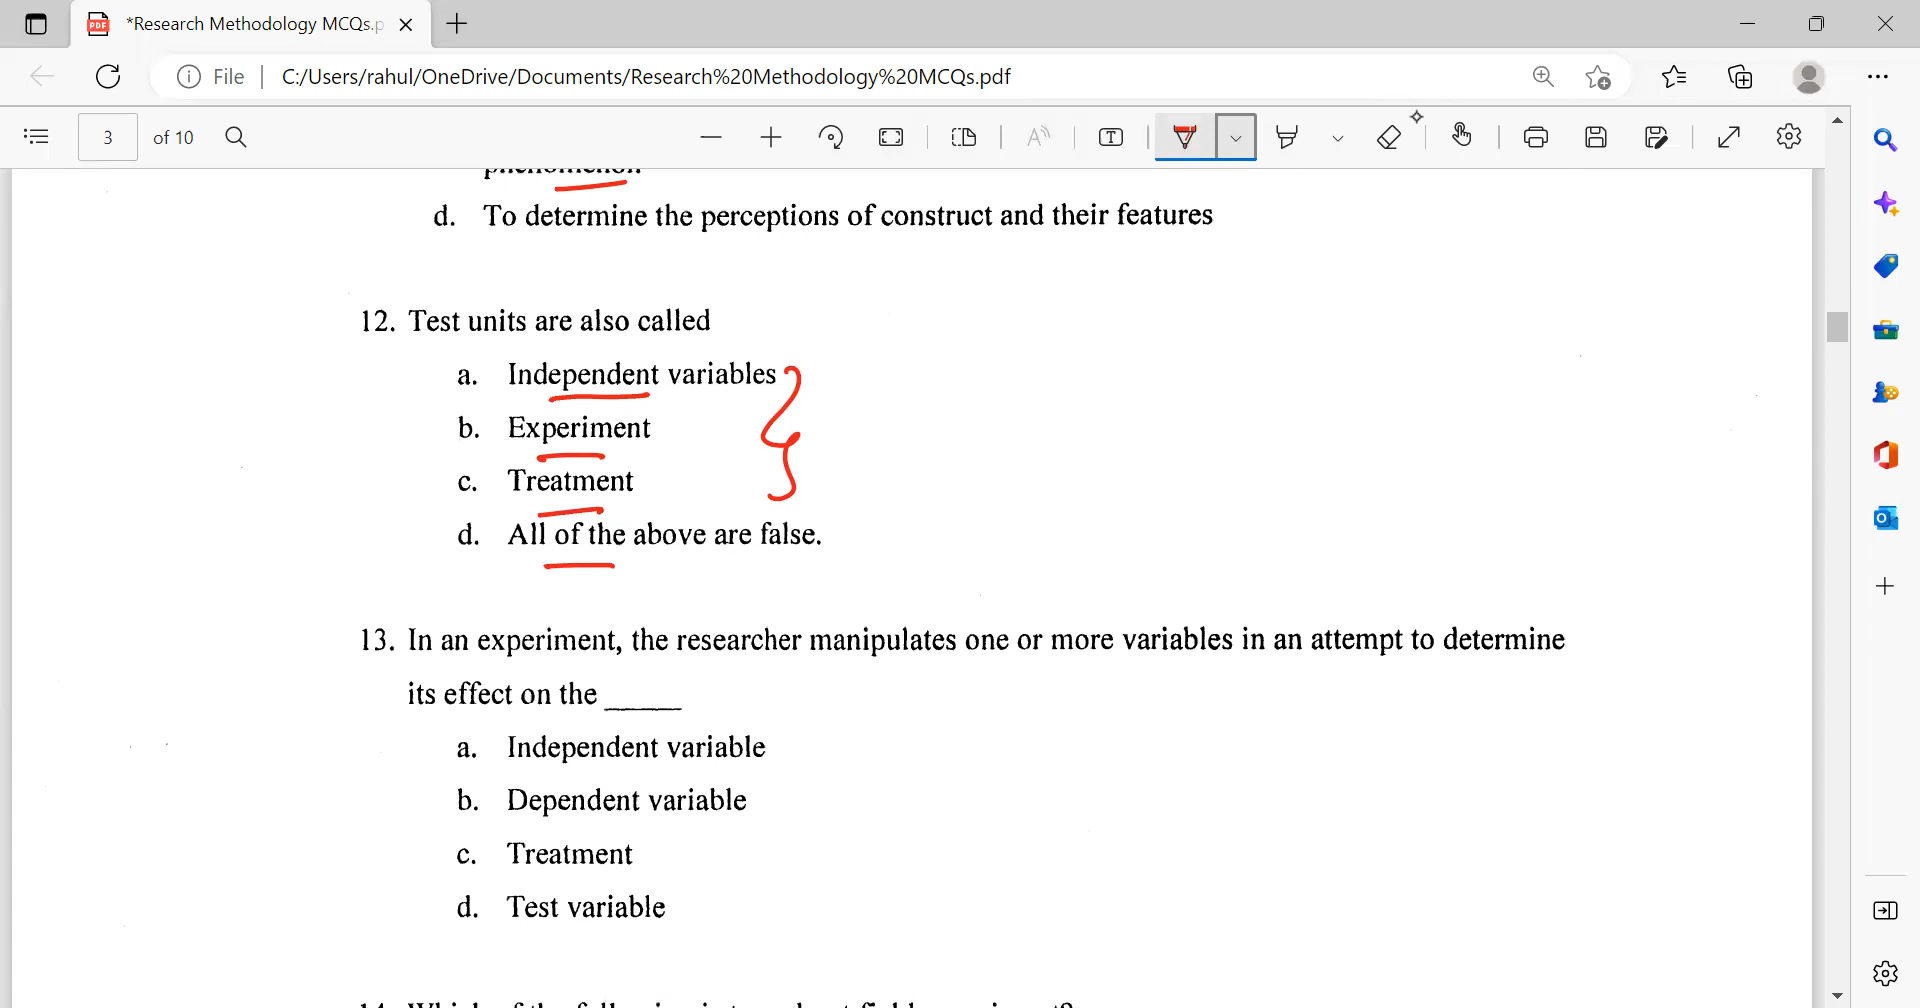 *Research Methodology MCQs.p
File C:/Users/rahul/OneDrive/Documents/Research%20Methodology%20MCQs.pdf
3 of 10
phenomenon.
d. To determine the perceptions of construct and their features
12. Test units are also called
a. Independent variables
b. Experiment
c. Treatment
d. All of the above are false.
13. In an experiment, the researcher manipulates one or more variables in an attempt to determine
its effect on the _____
a. Independent variable
b. Dependent variable
c. Treatment
d. Test variable